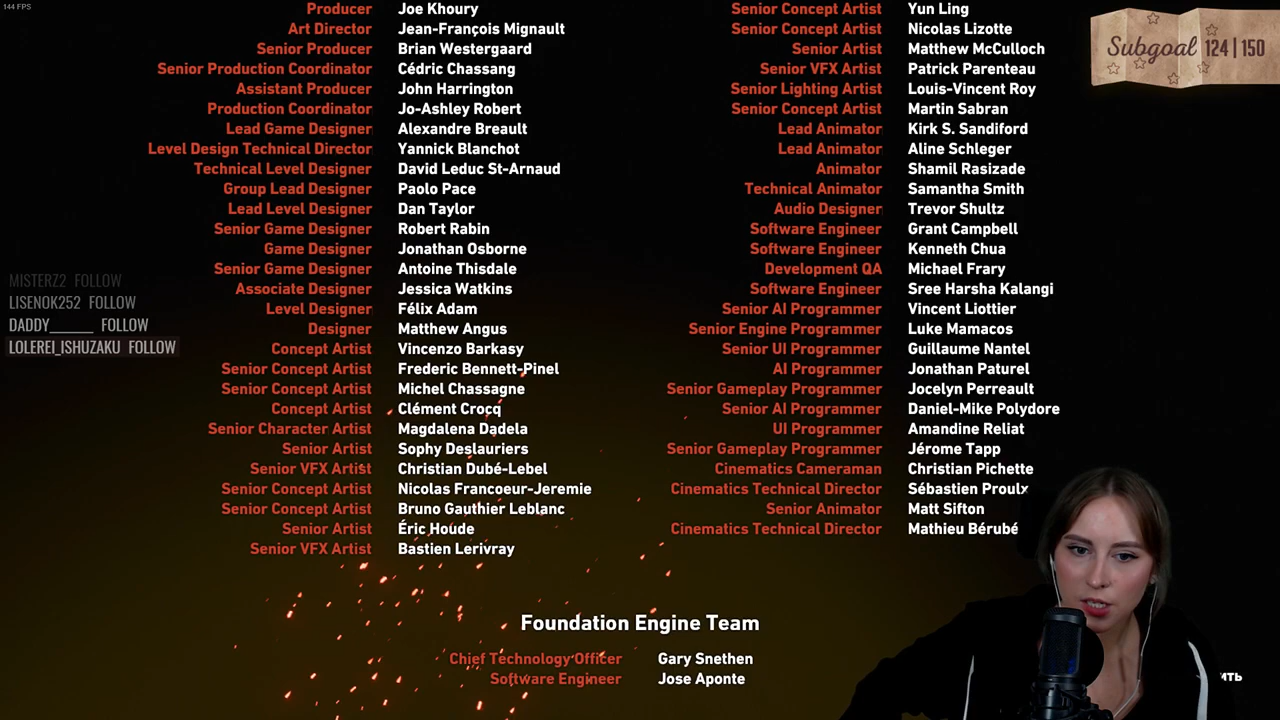 144 FPS
Producer Joe Khoury
Art Director Jean-François Mignault
Senior Producer Brian Westergaard
Senior Production Coordinator Cédric Chassang
Assistant Producer John Harrington
Production Coordinator Jo-Ashley Robert
Lead Game Designer Alexandre Breault
Level Design Technical Director Yannick Blanchot
Technical Level Designer David Leduc St-Arnaud
Group Lead Designer Paolo Pace
Lead Level Designer Dan Taylor
Senior Game Designer Robert Rabin
Game Designer Jonathan Osborne
Senior Game Designer Antoine Thisdale
Associate Designer Jessica Watkins
Level Designer Félix Adam
Designer Matthew Angus
Concept Artist Vincenzo Barkasy
Senior Concept Artist Frederic Bennett-Pinel
Senior Concept Artist Michel Chassagne
Concept Artist Clément Crocq
Senior Character Artist Magdalena Dadela
Senior Artist Sophy Deslauriers
Senior VFX Artist Christian Dubé-Lebel
Senior Concept Artist Nicolas Francoeur-Jeremie
Senior Concept Artist Bruno Gauthier Leblanc
Senior Artist Éric Houde
Senior VFX Artist Bastien Lerivray
Senior Concept Artist Yun Ling
Senior Concept Artist Nicolas Lizotte
Senior Artist Matthew McCulloch
Senior VFX Artist Patrick Parenteau
Senior Lighting Artist Louis-Vincent Roy
Senior Concept Artist Martin Sabran
Lead Animator Kirk S. Sandiford
Lead Animator Aline Schleger
Animator Shamil Rasizade
Technical Animator Samantha Smith
Audio Designer Trevor Shultz
Software Engineer Grant Campbell
Software Engineer Kenneth Chua
Development QA Michael Frary
Software Engineer Sree Harsha Kalangi
Senior AI Programmer Vincent Liottier
Senior Engine Programmer Luke Mamacos
Senior UI Programmer Guillaume Nantel
AI Programmer Jonathan Paturel
Senior Gameplay Programmer Jocelyn Perreault
Senior AI Programmer Daniel-Mike Polydore
UI Programmer Amandine Reliat
Senior Gameplay Programmer Jérome Tapp
Cinematics Cameraman Christian Pichette
Cinematics Technical Director Sébastien Proulx
Senior Animator Matt Sifton
Cinematics Technical Director Mathieu Bérubé
Foundation Engine Team
Chief Technology Officer Gary Snethen
Software Engineer Jose Aponte
Subgoal 124|150
MISTERZ2 FOLLOW
LISENOK252 FOLLOW
DADDY______ FOLLOW
LOLEREI_ISHUZAKU FOLLOW